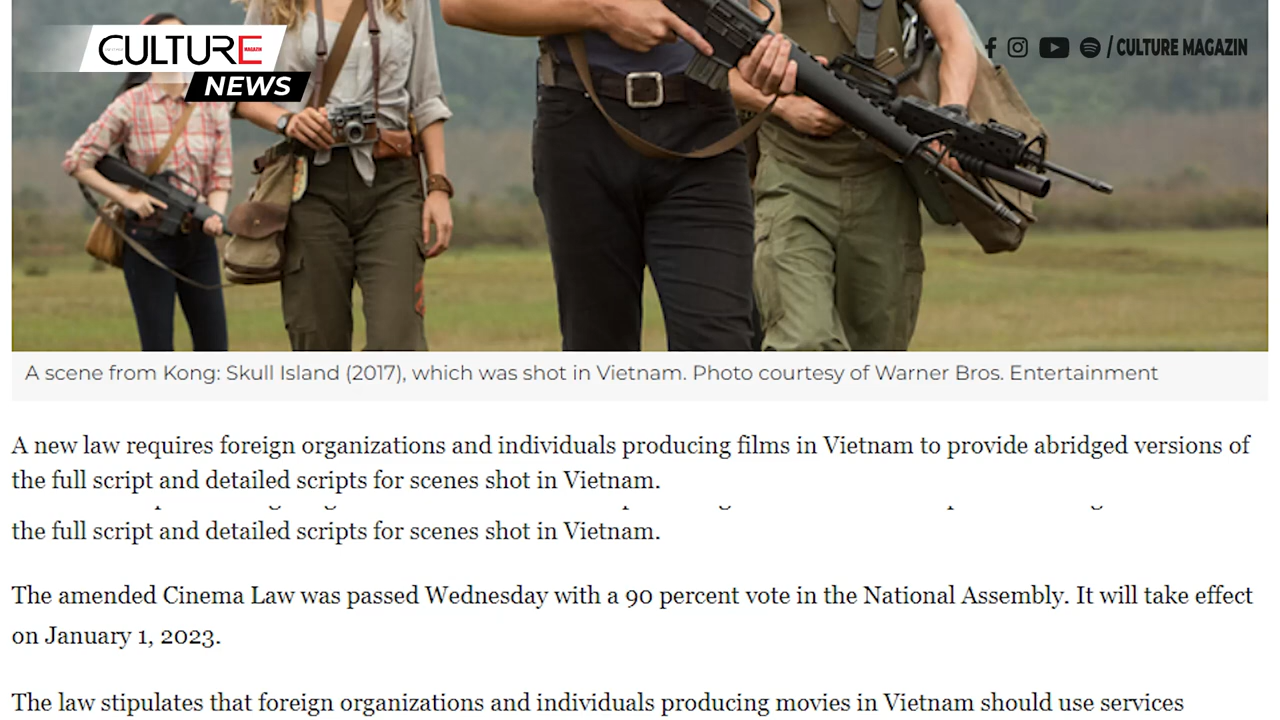 CULTURE
MAGAZIN
NEWS
/ CULTURE MAGAZIN
A scene from Kong: Skull Island (2017), which was shot in Vietnam. Photo courtesy of Warner Bros. Entertainment
A new law requires foreign organizations and individuals producing films in Vietnam to provide abridged versions of
the full script and detailed scripts for scenes shot in Vietnam.
the full script and detailed scripts for scenes shot in Vietnam.
The amended Cinema Law was passed Wednesday with a 90 percent vote in the National Assembly. It will take effect
on January 1, 2023.
The law stipulates that foreign organizations and individuals producing movies in Vietnam should use services